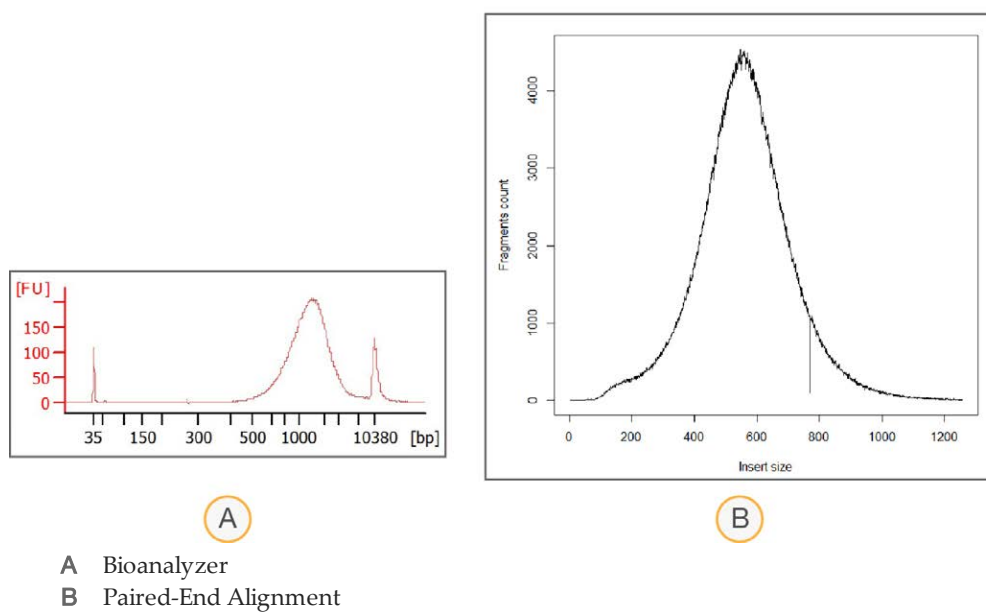 [FU]
150
100
50
0
35 150 300 500 1000 10380 [bp]
Fragments count
4000
3000
2000
1000
0
0 200 400 600 800 1000 1200
Insert size
A
B
A Bioanalyzer
B Paired-End Alignment